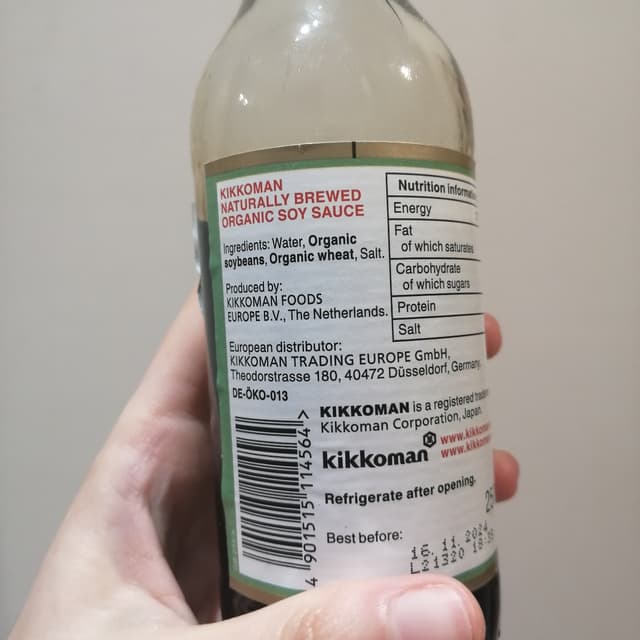 KIKKOMAN
NATURALLY BREWED
ORGANIC SOY SAUCE
Ingredients: Water, Organic
soybeans, Organic wheat, Salt.
Produced by:
KIKKOMAN FOODS
EUROPE B.V., The Netherlands.
European distributor:
KIKKOMAN TRADING EUROPE GmbH,
Theodorstrasse 180, 40472 Düsseldorf, Germany.
DE-ÖKO-013
Nutrition
Energy
Fat
of which
Carbohydrate
of which sugars
Protein
Salt
KIKKOMAN is a registered
Kikkoman Corporation, Japan.
kikkoman
Refrigerate after opening.
Best before:
16. 11. 2024
L21320
4 901515 114564 >